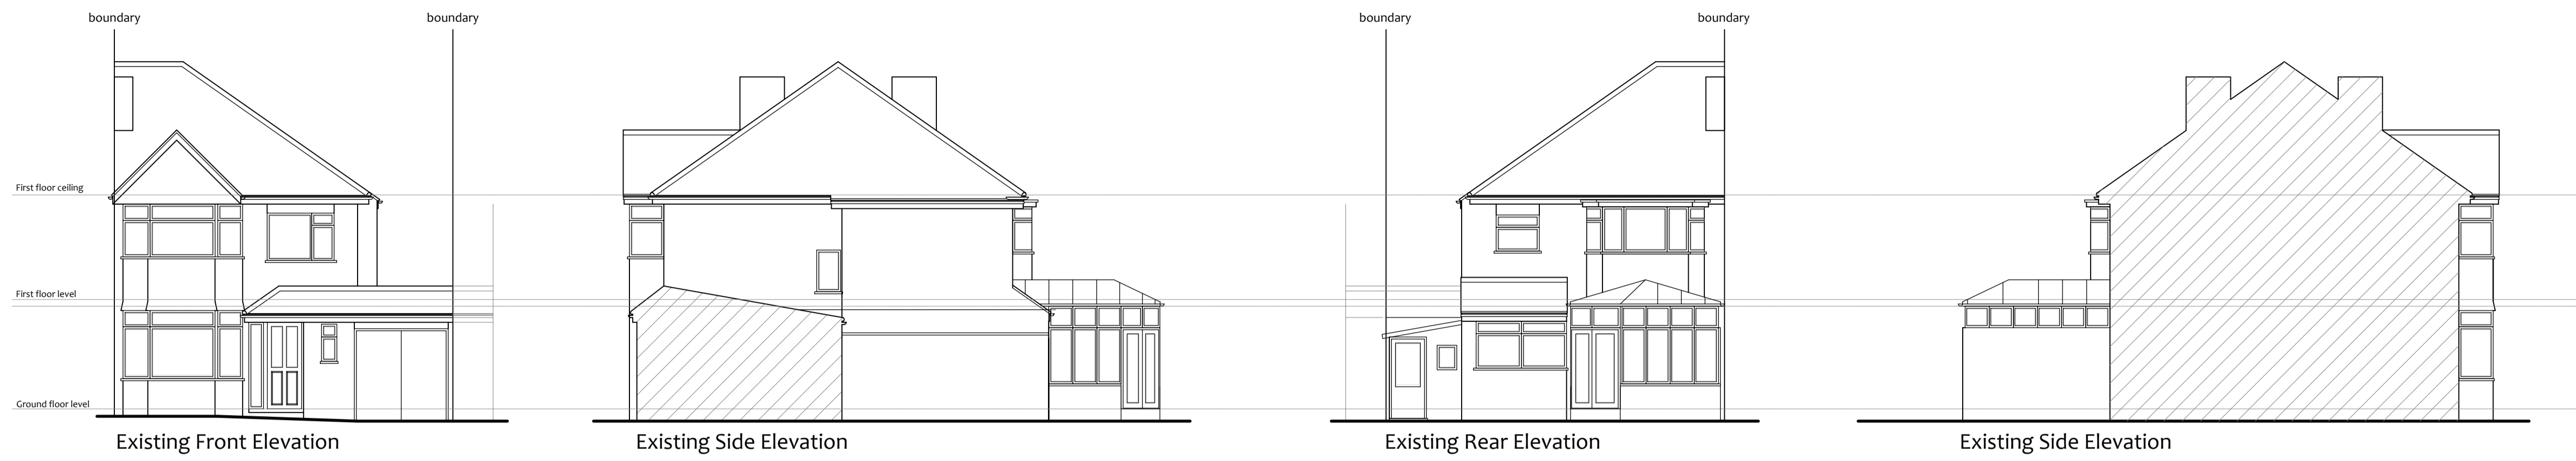 boundary
boundary
boundary
boundary
First floor ceiling
First floor level
Ground floor level
Existing Front Elevation
Existing Side Elevation
Existing Rear Elevation
Existing Side Elevation